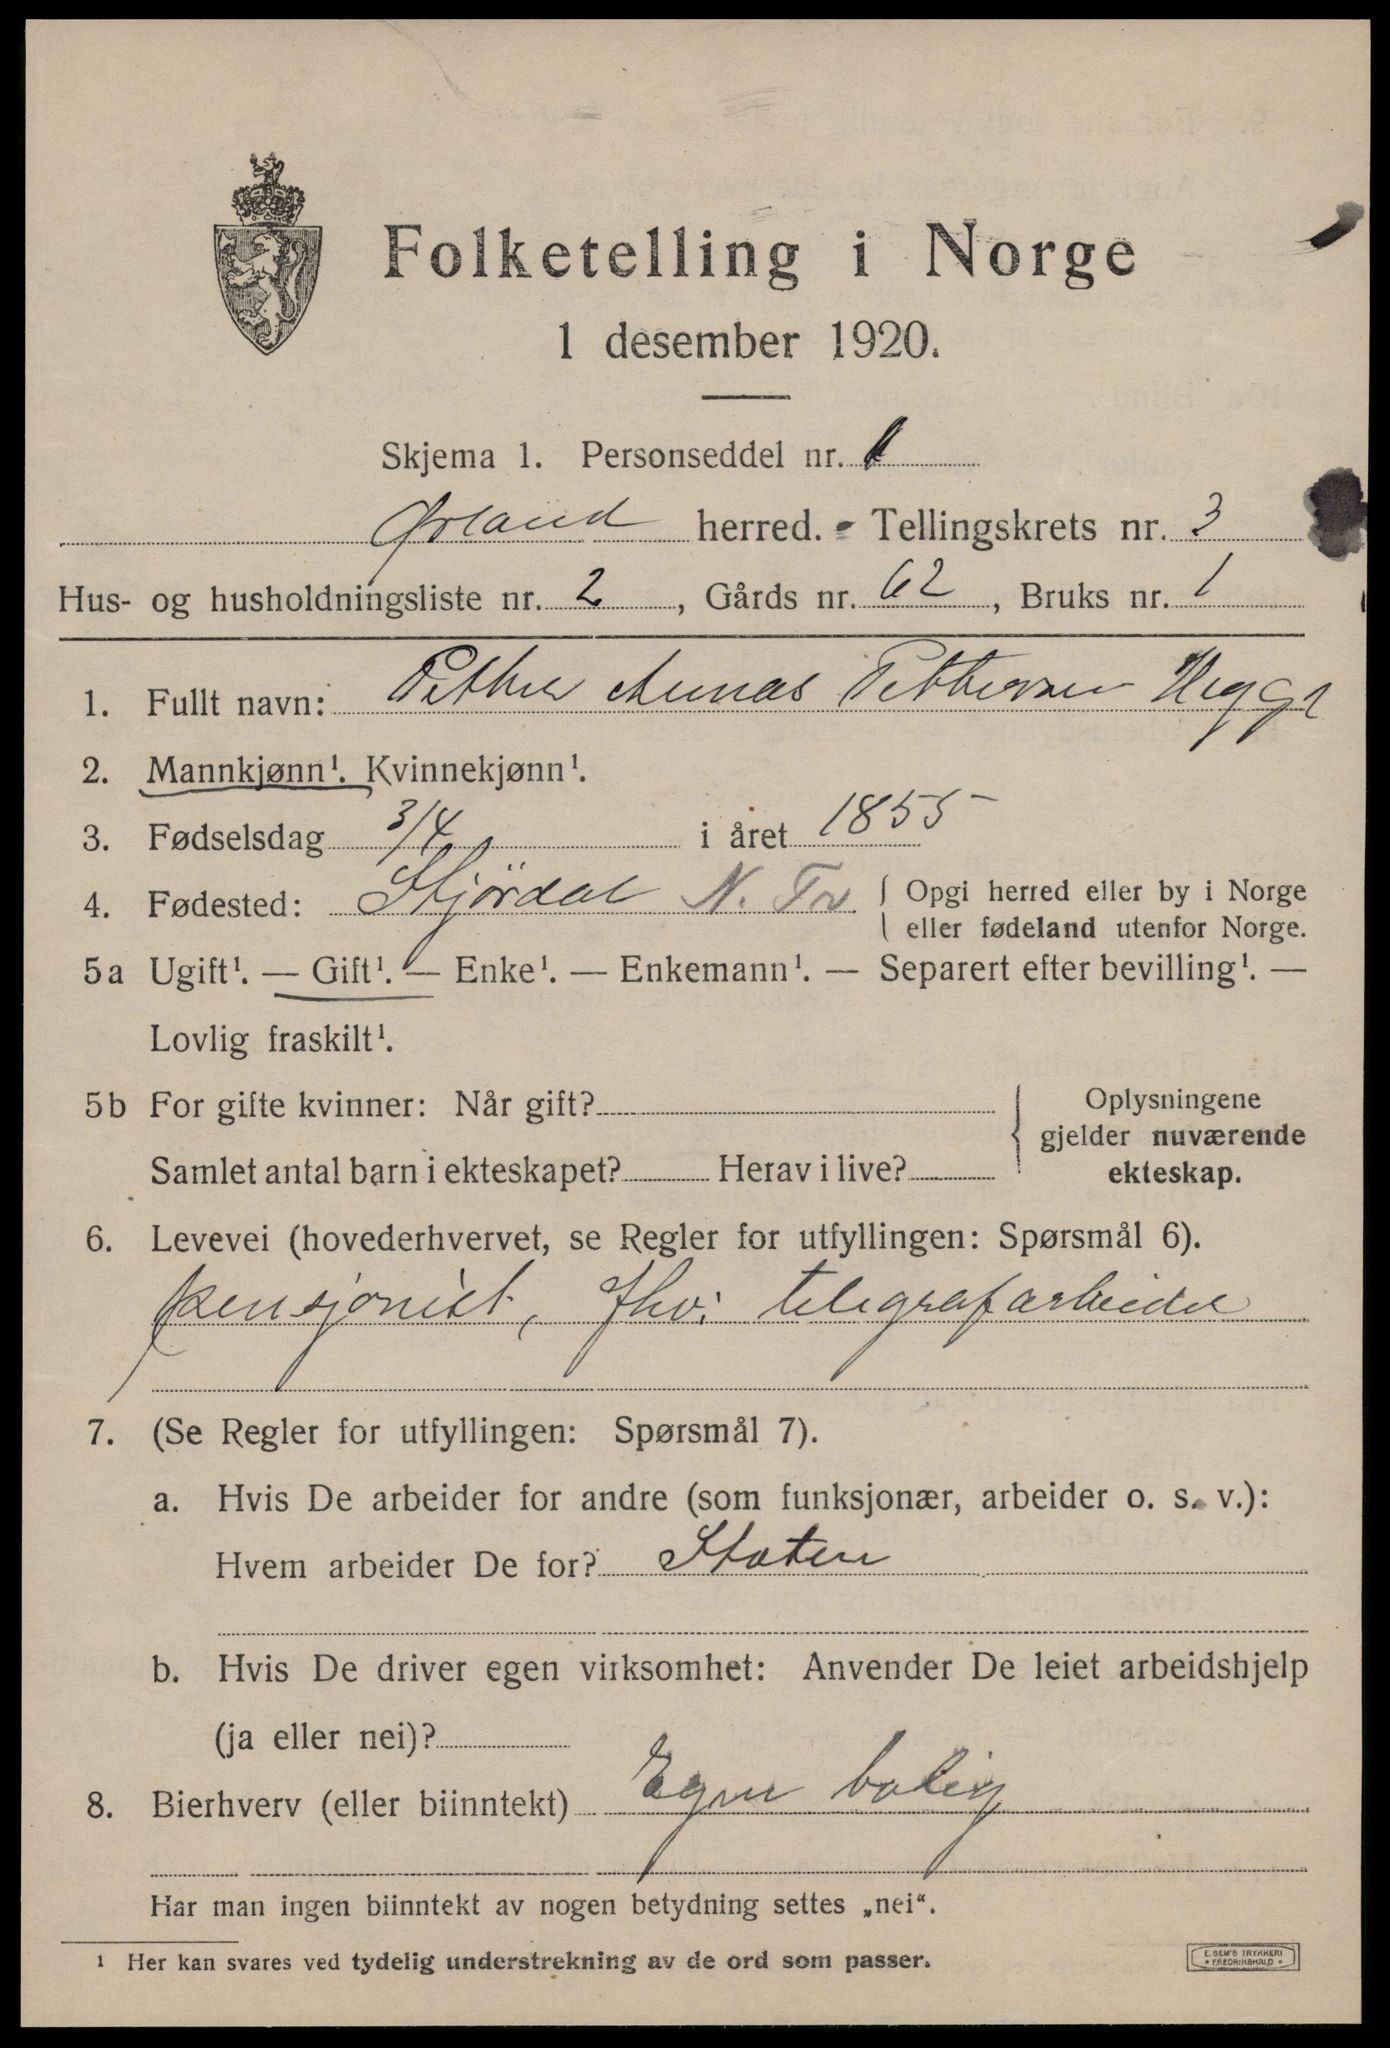 Folketelling i Norge
1 desember 1920.
Skjema 1. Personseddel nr. 1
Ørland herred. - Tellingskrets nr. 3
Hus- og husholdningsliste nr. 2, Gårds nr. 62, Bruks nr. 1
1. Fullt navn: Petter Pettersen
2. Mannkjønn¹. Kvinnekjønn¹.
3. Fødselsdag 3/4 i året 1855
4. Fødested: Stjördal N. Tr { Opgi herred eller by i Norge
eller fødeland utenfor Norge.
5a Ugift¹. — Gift¹. — Enke¹. — Enkemann¹. — Separert efter bevilling¹. —
Lovlig fraskilt¹.
5b For gifte kvinner: Når gift? { Oplysningene
gjelder nuværende
Samlet antal barn i ekteskapet? Herav i live? ekteskap.
6. Levevei (hovederhvervet, se Regler for utfyllingen: Spørsmål 6).
pensjonist, fhv: telegrafarbeider
7. (Se Regler for utfyllingen: Spørsmål 7).
a. Hvis De arbeider for andre (som funksjonær, arbeider o. s. v.):
Hvem arbeider De for? Staten
b. Hvis De driver egen virksomhet: Anvender De leiet arbeidshjelp
(ja eller nei)?
8. Bierhverv (eller biinntekt) Egen bolig
Har man ingen biinntekt av nogen betydning settes „nei“.
¹ Her kan svares ved tydelig understrekning av de ord som passer.
E. SEM'S TRYKKERI
• FREDRIKSHALD •